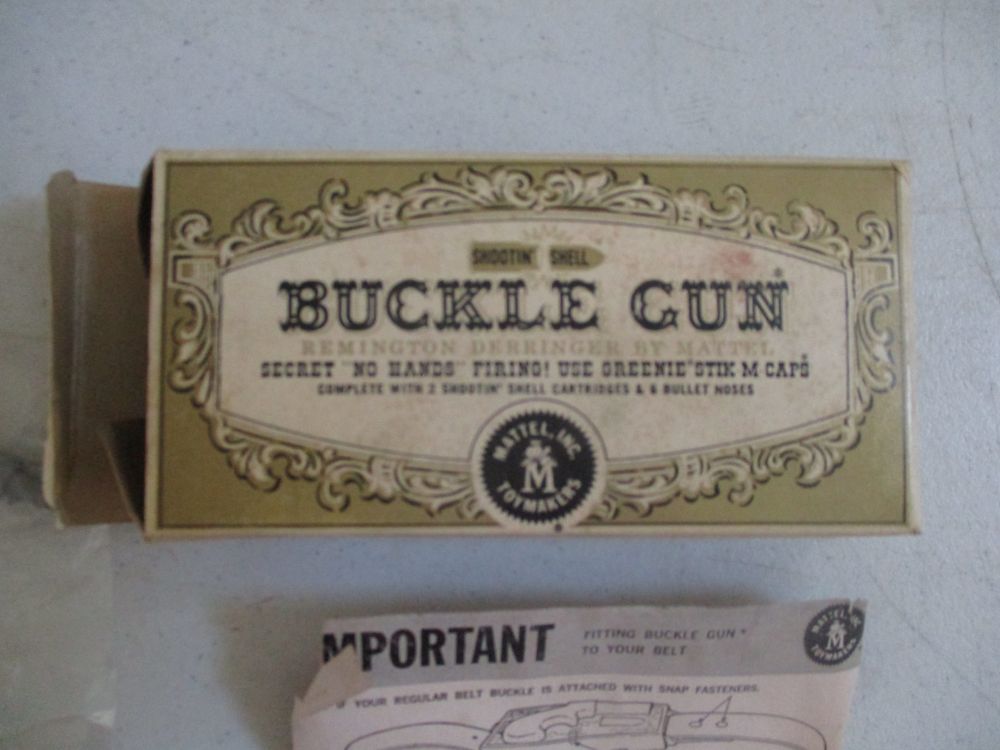 SHOOTIN' SHELL
BUCKLE GUN®
REMINGTON DERRINGER BY MATTEL
SECRET "NO HANDS" FIRING! USE GREENIE® STIK-M-CAPS
COMPLETE WITH 2 SHOOTIN' SHELL CARTRIDGES & 6 BULLET NOSES
MATTEL, INC.
M
TOYMAKERS
MPORTANT
FITTING BUCKLE GUN*
TO YOUR BELT
MATTEL, INC.
M
TOYMAKERS
IF YOUR REGULAR BELT BUCKLE IS ATTACHED WITH SNAP FASTENERS.